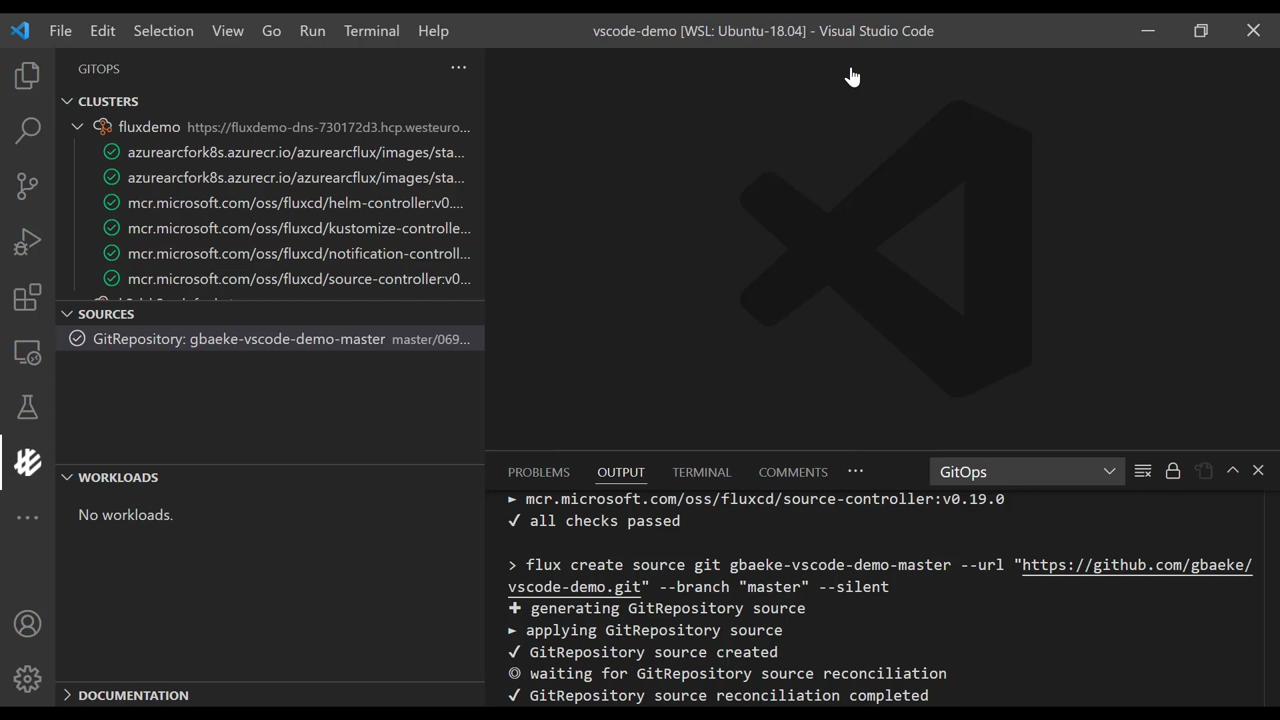 File Edit Selection View Go Run Terminal Help vscode-demo [WSL: Ubuntu-18.04] - Visual Studio Code
GITOPS
CLUSTERS
fluxdemo https://fluxdemo-dns-730172d3.hcp.westeuro...
azurearcfork8s.azurecr.io/azurearcflux/images/sta...
azurearcfork8s.azurecr.io/azurearcflux/images/sta...
mcr.microsoft.com/oss/fluxcd/helm-controller:v0....
mcr.microsoft.com/oss/fluxcd/kustomize-controlle...
mcr.microsoft.com/oss/fluxcd/notification-controll...
mcr.microsoft.com/oss/fluxcd/source-controller:v0...
SOURCES
GitRepository: gbaeke-vscode-demo-master master/069...
WORKLOADS
No workloads.
DOCUMENTATION
PROBLEMS OUTPUT TERMINAL COMMENTS ... GitOps
► mcr.microsoft.com/oss/fluxcd/source-controller:v0.19.0
✓ all checks passed
> flux create source git gbaeke-vscode-demo-master --url "https://github.com/gbaeke/
vscode-demo.git" --branch "master" --silent
✚ generating GitRepository source
► applying GitRepository source
✓ GitRepository source created
◎ waiting for GitRepository source reconciliation
✓ GitRepository source reconciliation completed